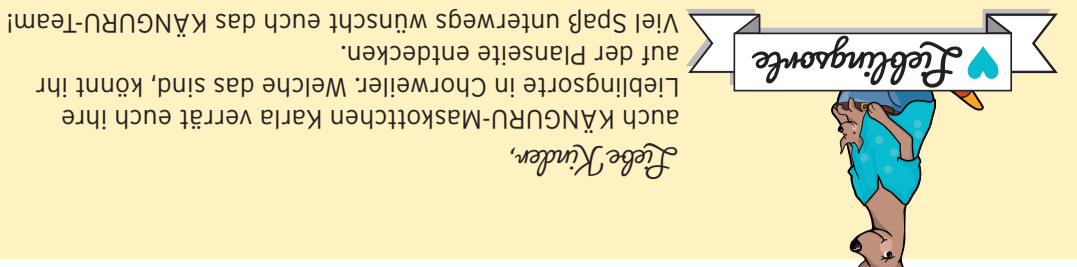 Liebe Kinder,
auch KÄNGURU-Maskottchen Karla verrät euch ihre
Lieblingsorte in Chorweiler. Welche das sind, könnt ihr
auf der Planseite entdecken.
Viel Spaß unterwegs wünscht euch das KÄNGURU-Team!
Lieblingsorte